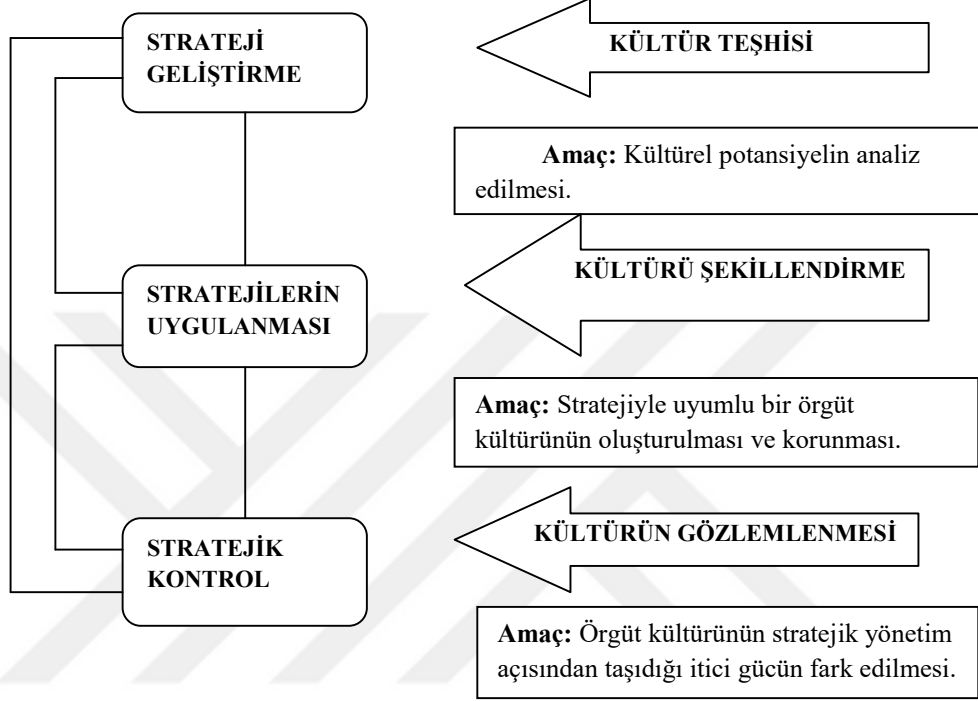 STRATEJİ
GELİŞTİRME
KÜLTÜR TEŞHİSİ
Amaç: Kültürel potansiyelin analiz
edilmesi.
STRATEJİLERİN
UYGULANMASI
KÜLTÜRÜ ŞEKİLLENDİRME
Amaç: Stratejiyle uyumlu bir örgüt
kültürünün oluşturulması ve korunması.
STRATEJİK
KONTROL
KÜLTÜRÜN GÖZLEMLENMESİ
Amaç: Örgüt kültürünün stratejik yönetim
açısından taşıdığı itici gücün fark edilmesi.